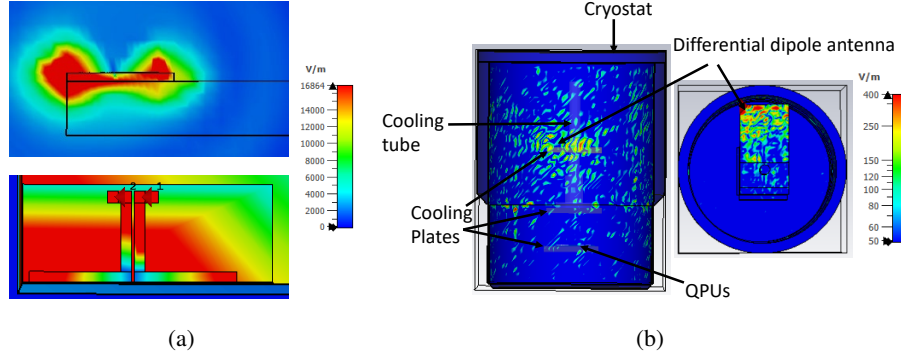 Cryostat
Differential dipole antenna
V/m
16864
14000
12000
10000
8000
6000
4000
2000
0
2
1
Cooling
tube
Cooling
Plates
QPUs
V/m
400
250
150
120
100
80
60
50
(a)
(b)